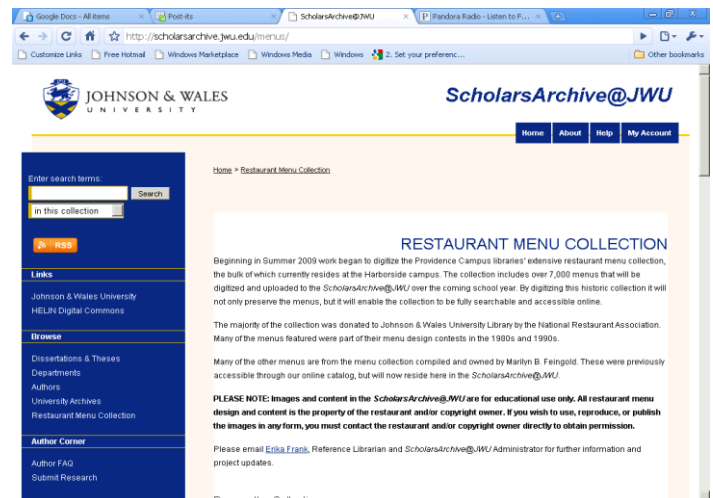 Google Docs - All items
Post-its
ScholarsArchive@JWU
Pandora Radio - Listen to F...
http://scholarsarchive.jwu.edu/menus/
Customize Links
Free Hotmail
Windows Marketplace
Windows Media
Windows
2. Set your preferenc...
Other bookmarks
JOHNSON & WALES
UNIVERSITY
ScholarsArchive@JWU
Home
About
Help
My Account
Enter search terms:
Search
in this collection
RSS
Links
Johnson & Wales University
HELIN Digital Commons
Browse
Dissertations & Theses
Departments
Authors
University Archives
Restaurant Menu Collection
Author Corner
Author FAQ
Submit Research
Home > Restaurant Menu Collection
RESTAURANT MENU COLLECTION
Beginning in Summer 2009 work began to digitize the Providence Campus libraries' extensive restaurant menu collection,
the bulk of which currently resides at the Harborside campus. The collection includes over 7,000 menus that will be
digitized and uploaded to the ScholarsArchive@JWU over the coming school year. By digitizing this historic collection it will
not only preserve the menus, but it will enable the collection to be fully searchable and accessible online.
The majority of the collection was donated to Johnson & Wales University Library by the National Restaurant Association.
Many of the menus featured were part of their menu design contests in the 1980s and 1990s.
Many of the other menus are from the menu collection compiled and owned by Marilyn B. Feingold. These were previously
accessible through our online catalog, but will now reside here in the ScholarsArchive@JWU.
PLEASE NOTE: Images and content in the ScholarsArchive@JWU are for educational use only. All restaurant menu
design and content is the property of the restaurant and/or copyright owner. If you wish to use, reproduce, or publish
the images in any form, you must contact the restaurant and/or copyright owner directly to obtain permission.
Please email Erika Frank, Reference Librarian and ScholarsArchive@JWU Administrator for further information and
project updates.